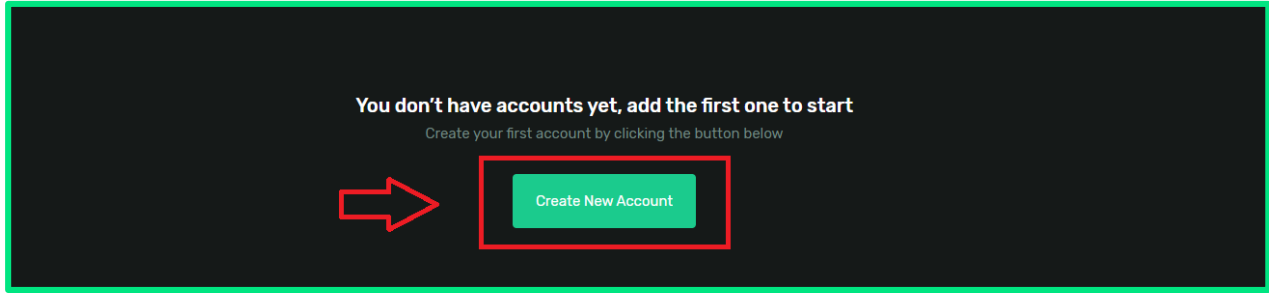 You don’t have accounts yet, add the first one to start
Create your first account by clicking the button below
Create New Account